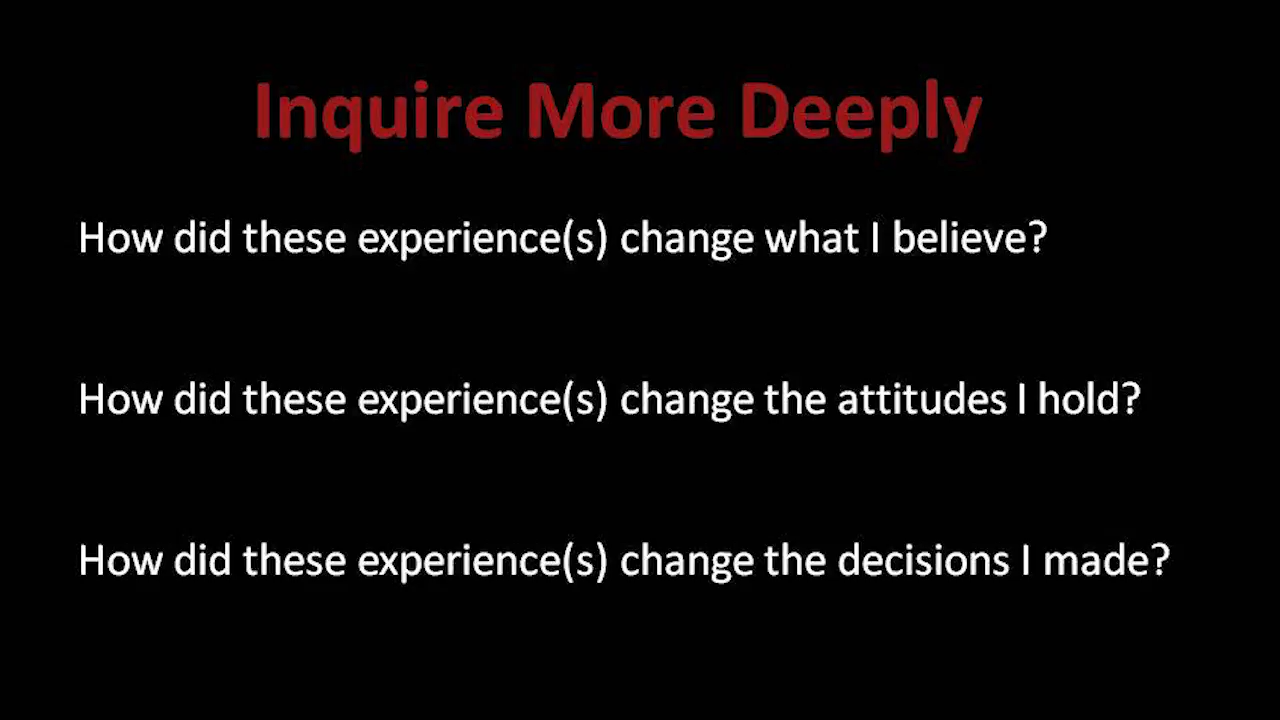 Inquire More Deeply
How did these experience(s) change what I believe?
How did these experience(s) change the attitudes I hold?
How did these experience(s) change the decisions I made?